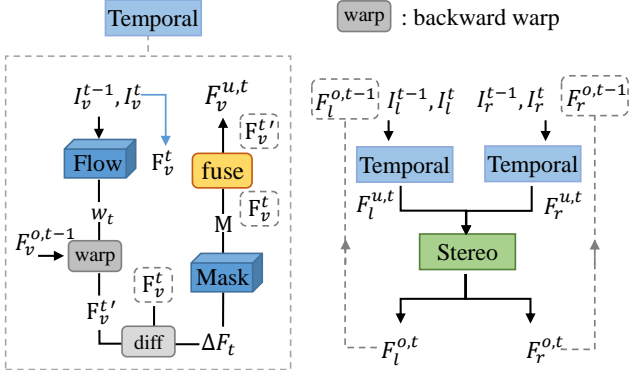 Temporal
warp : backward warp
I_v^{t-1}, I_v^t
F_v^{u,t}
F_v^{t'}
Flow
F_v^t
fuse
F_v^t
w_t
M
F_v^{o,t-1}
warp
F_v^t
Mask
F_v^{t'}
diff
ΔF_t
F_l^{o,t-1}
I_l^{t-1}, I_l^t
I_r^{t-1}, I_r^t
F_r^{o,t-1}
Temporal
Temporal
F_l^{u,t}
F_r^{u,t}
Stereo
F_l^{o,t}
F_r^{o,t}